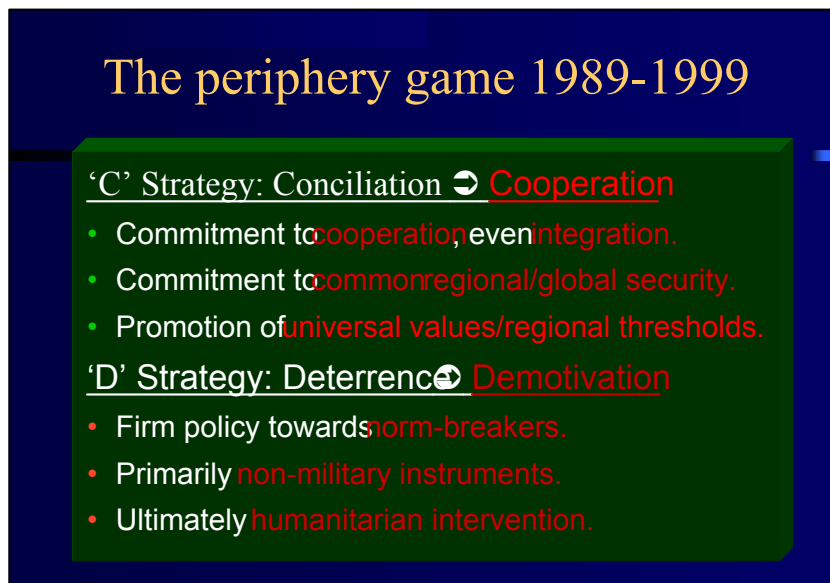 The periphery game 1989-1999
‘C’ Strategy: Conciliation ➲ Cooperation
• Commitment to cooperation, even integration.
• Commitment to common regional/global security.
• Promotion of universal values/regional thresholds.
‘D’ Strategy: Deterrence ➲ Demotivation
• Firm policy towards norm-breakers.
• Primarily non-military instruments.
• Ultimately humanitarian intervention.